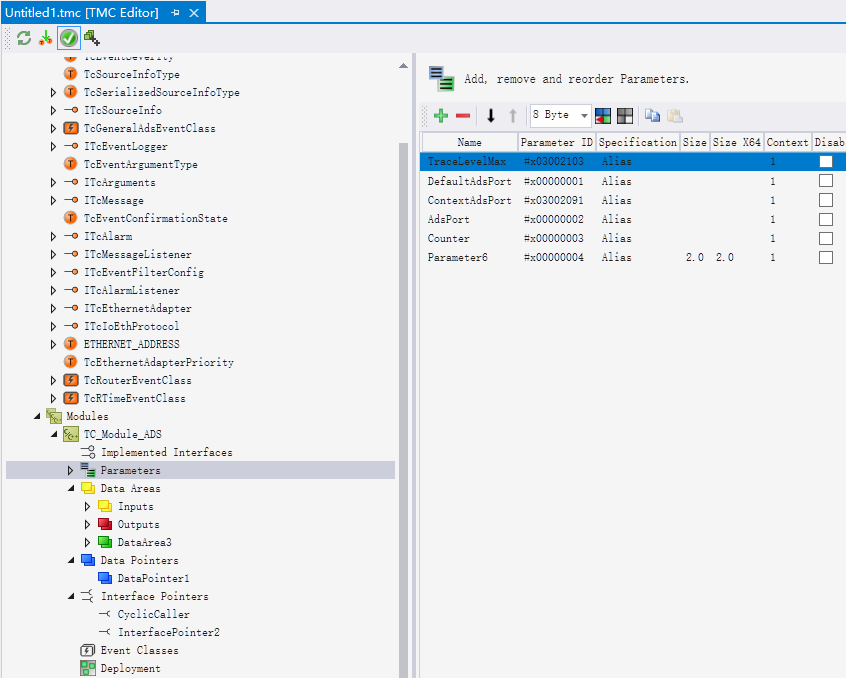 Untitled1.tmc [TMC Editor]
TcEventSeverity
TcSourceInfoType
TcSerializedSourceInfoType
ITcSourceInfo
TcGeneralAdsEventClass
ITcEventLogger
TcEventArgumentType
ITcArguments
ITcMessage
TcEventConfirmationState
ITcAlarm
ITcMessageListener
ITcEventFilterConfig
ITcAlarmListener
ITcEthernetAdapter
ITcIoEthProtocol
ETHERNET_ADDRESS
TcEthernetAdapterPriority
TcRouterEventClass
TcRTimeEventClass
Modules
TC_Module_ADS
Implemented Interfaces
Parameters
Data Areas
Inputs
Outputs
DataArea3
Data Pointers
DataPointer1
Interface Pointers
CyclicCaller
InterfacePointer2
Event Classes
Deployment
Add, remove and reorder Parameters.
8 Byte
Name Parameter ID Specification Size Size X64 Context Disab
TraceLevelMax #x03002103 Alias 1
DefaultAdsPort #x00000001 Alias 1
ContextAdsPort #x03002091 Alias 1
AdsPort #x00000002 Alias 1
Counter #x00000003 Alias 1
Parameter6 #x00000004 Alias 2.0 2.0 1